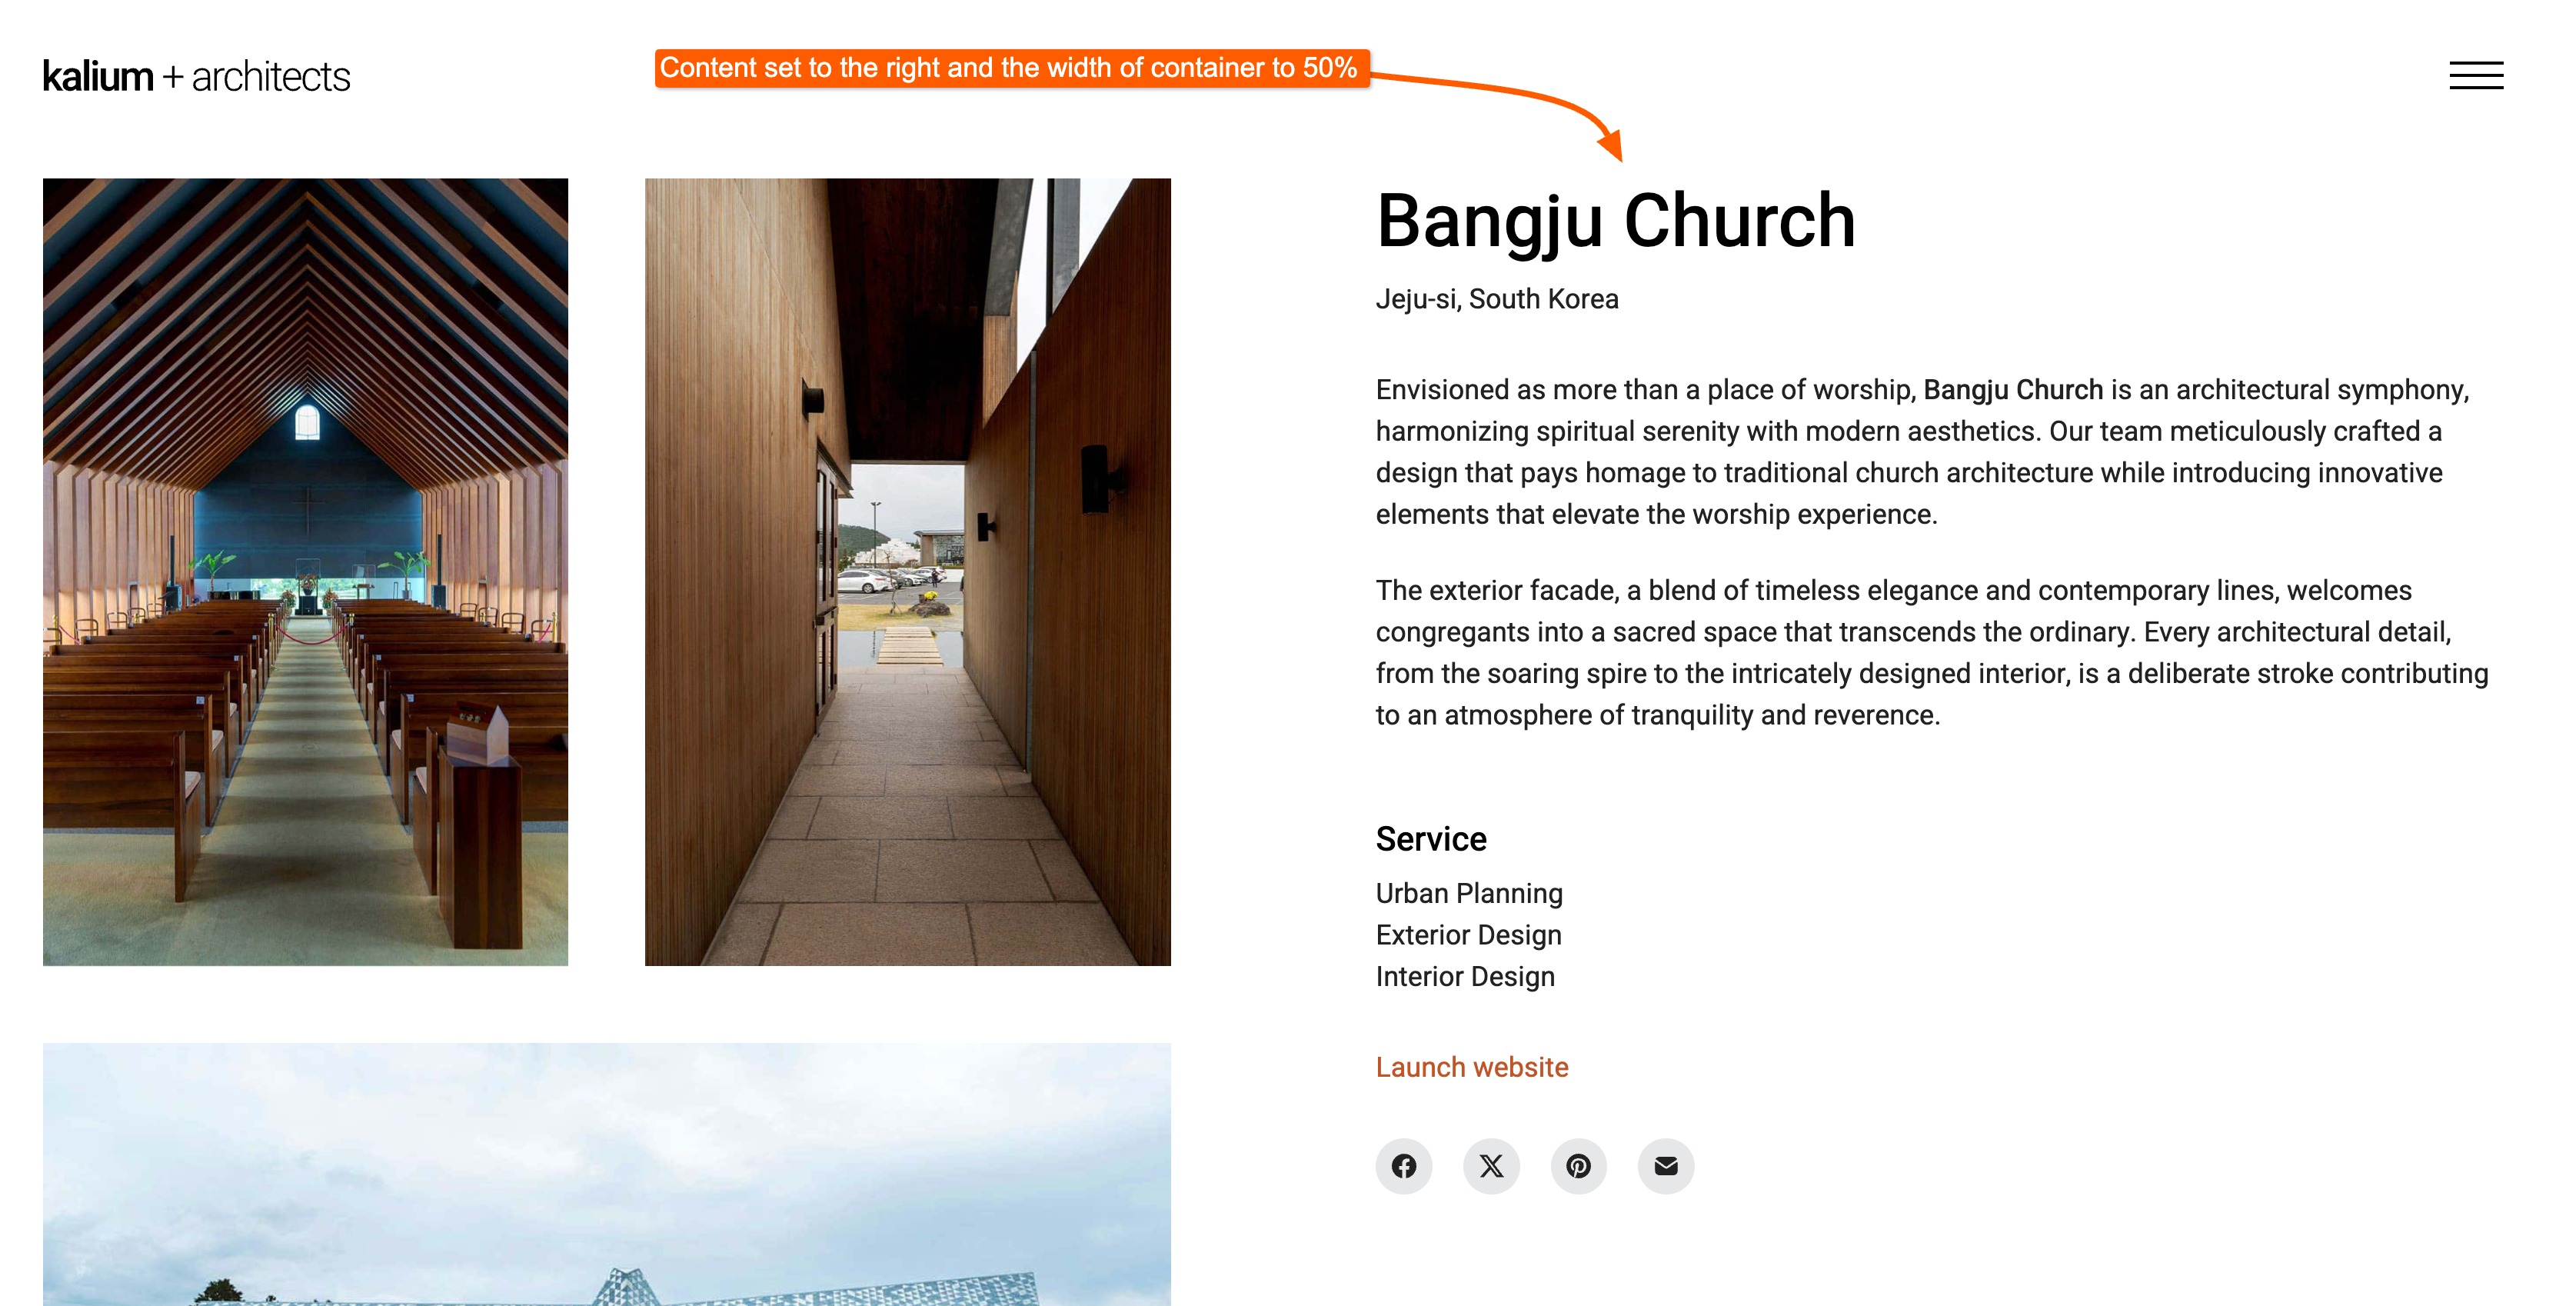 kalium + architects
Content set to the right and the width of container to 50%
Bangju Church
Jeju-si, South Korea
Envisioned as more than a place of worship, Bangju Church is an architectural symphony,
harmonizing spiritual serenity with modern aesthetics. Our team meticulously crafted a
design that pays homage to traditional church architecture while introducing innovative
elements that elevate the worship experience.
The exterior facade, a blend of timeless elegance and contemporary lines, welcomes
congregants into a sacred space that transcends the ordinary. Every architectural detail,
from the soaring spire to the intricately designed interior, is a deliberate stroke contributing
to an atmosphere of tranquility and reverence.
Service
Urban Planning
Exterior Design
Interior Design
Launch website